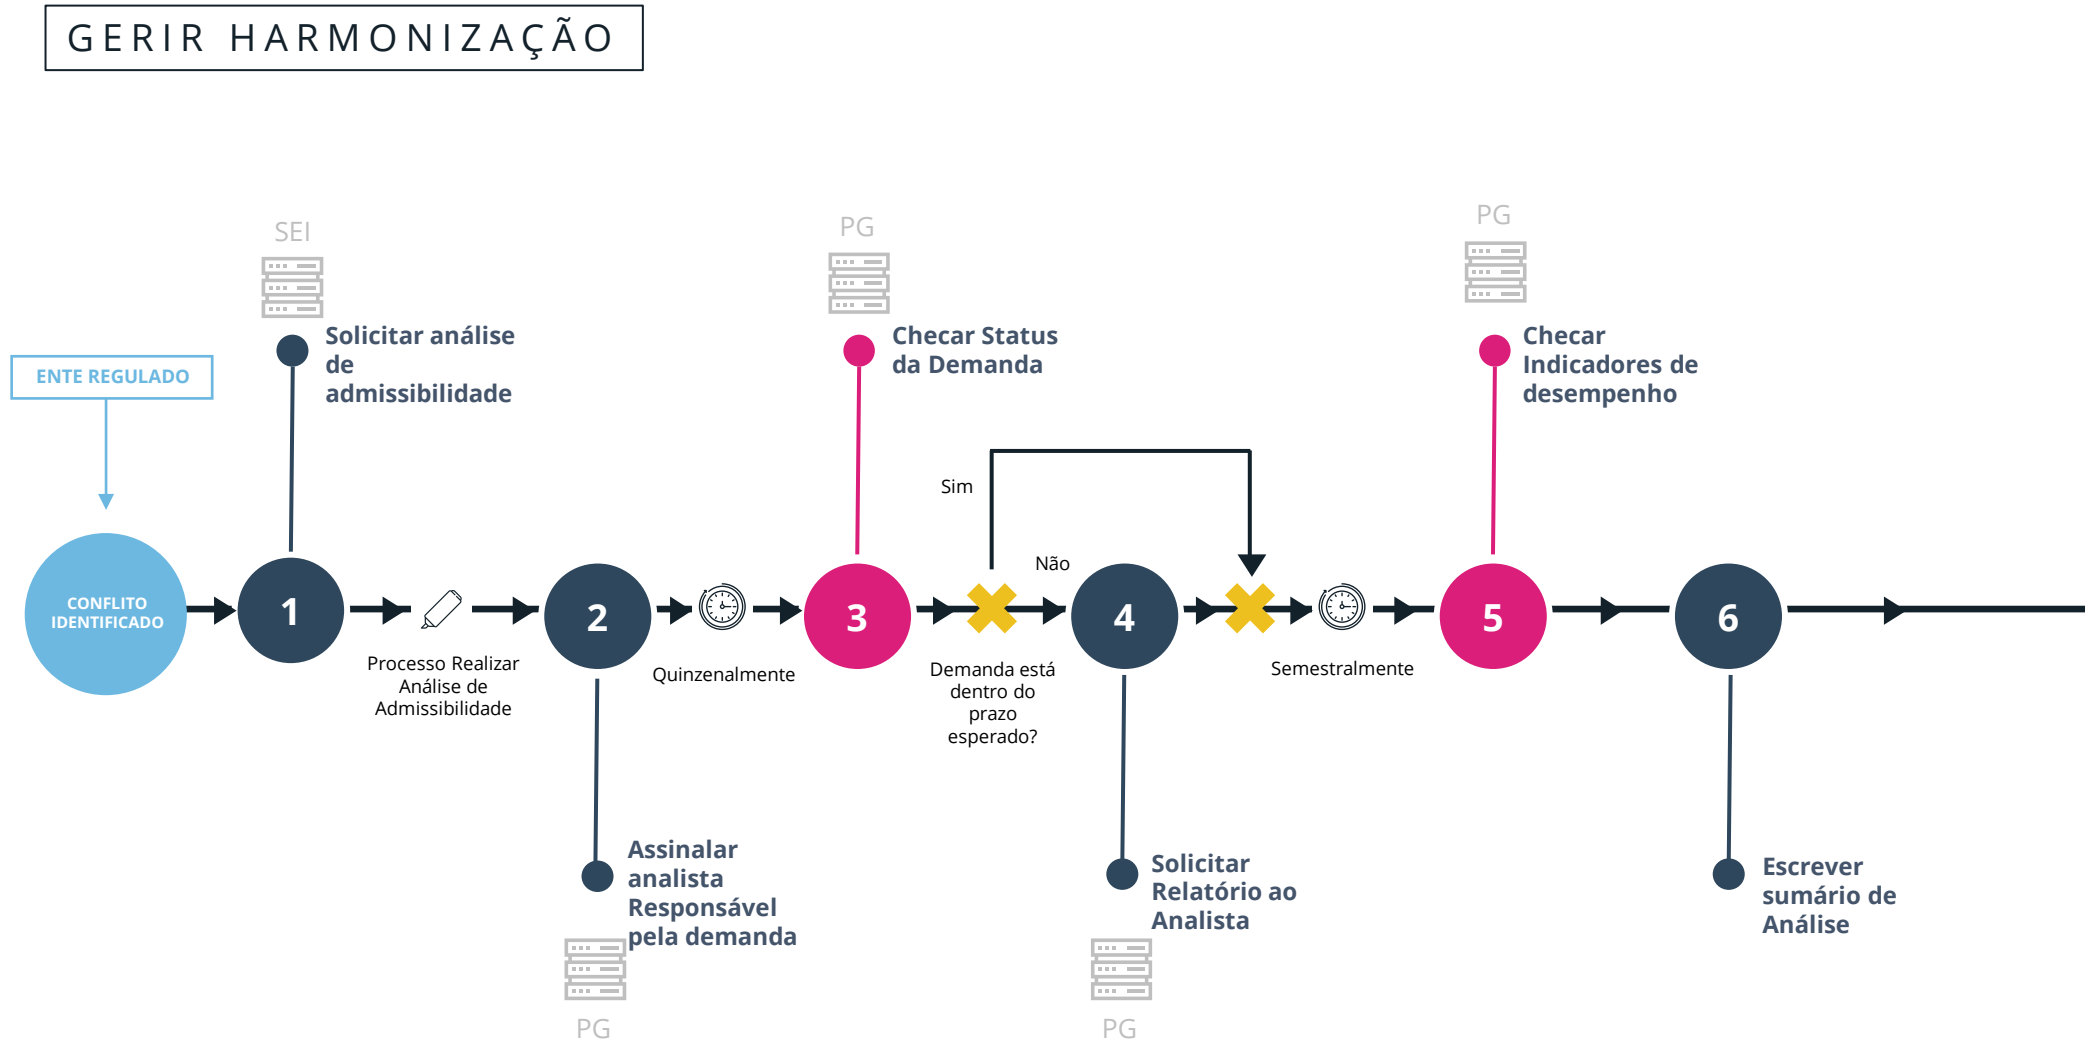 GERIR HARMONIZAÇÃO
SEI
Solicitar análise
de
admissibilidade
PG
Checar Status
da Demanda
PG
Checar
Indicadores de
desempenho
ENTE REGULADO
Sim
Não
CONFLITO
IDENTIFICADO
1
2
3
4
5
6
Processo Realizar
Análise de
Admissibilidade
Quinzenalmente
Demanda está
dentro do
prazo
esperado?
Semestralmente
Assinalar
analista
Responsável
pela demanda
PG
Solicitar
Relatório ao
Analista
PG
Escrever
sumário de
Análise